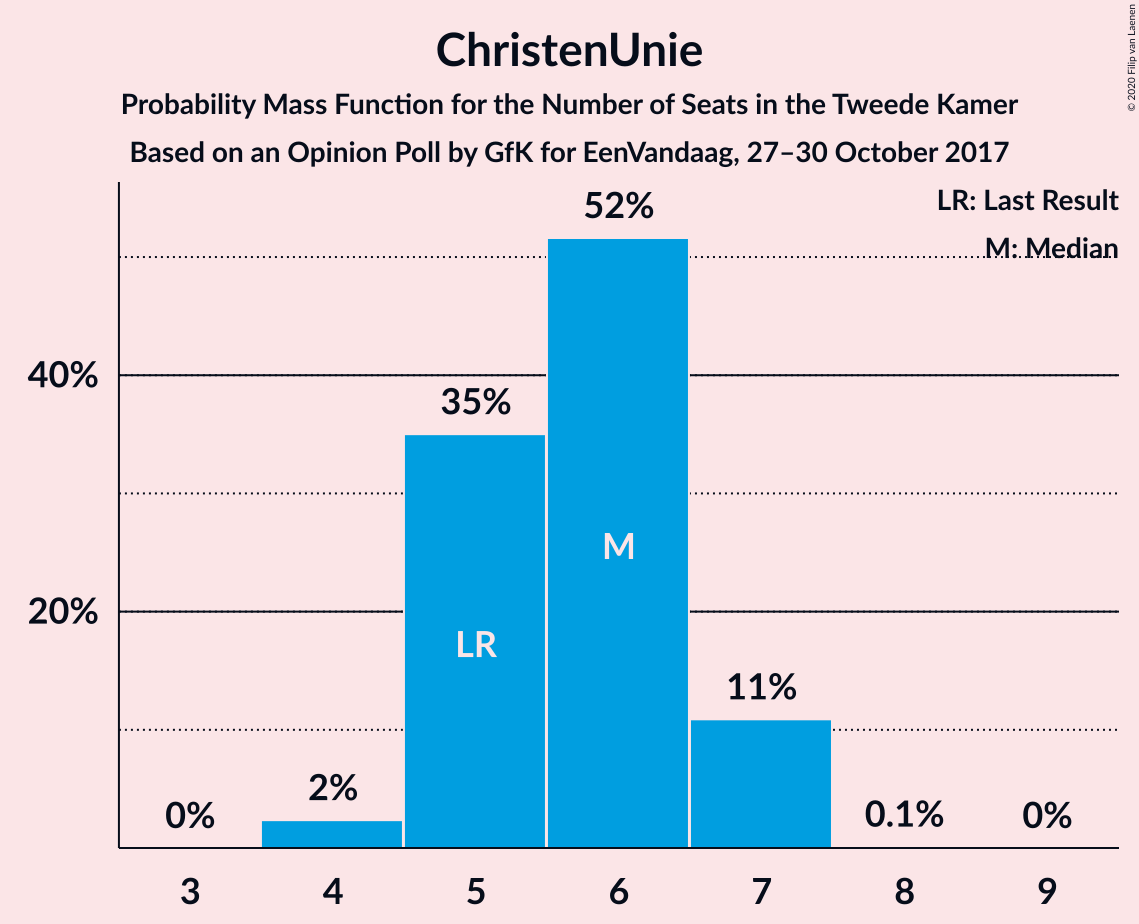 ChristenUnie
Probability Mass Function for the Number of Seats in the Tweede Kamer
Based on an Opinion Poll by GfK for EenVandaag, 27–30 October 2017
© 2020 Filip van Laenen
LR: Last Result
M: Median
40%
20%
0%
2%
35%
52%
11%
0.1%
0%
LR
M
3 4 5 6 7 8 9